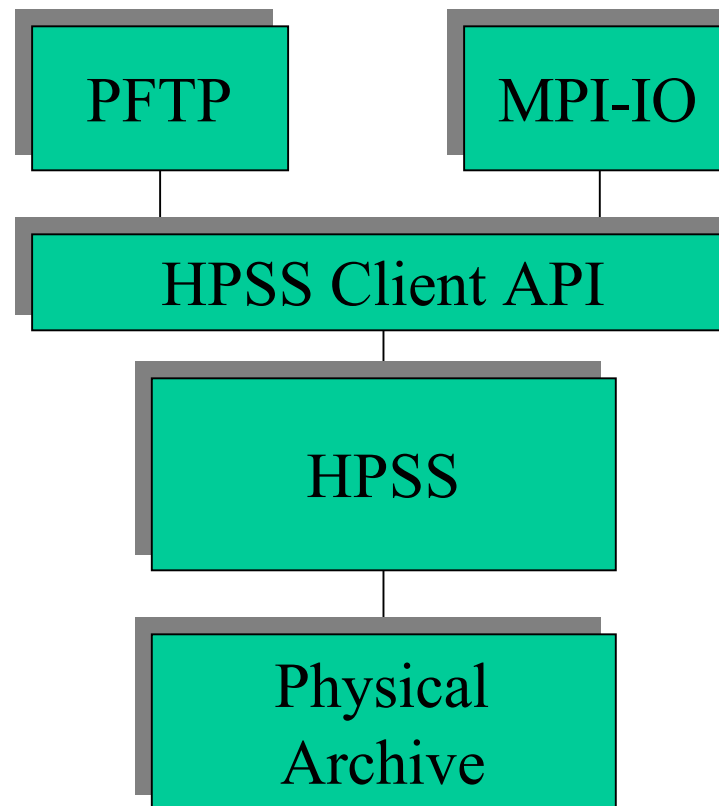 PFTP
MPI-IO
HPSS Client API
HPSS
Physical
Archive